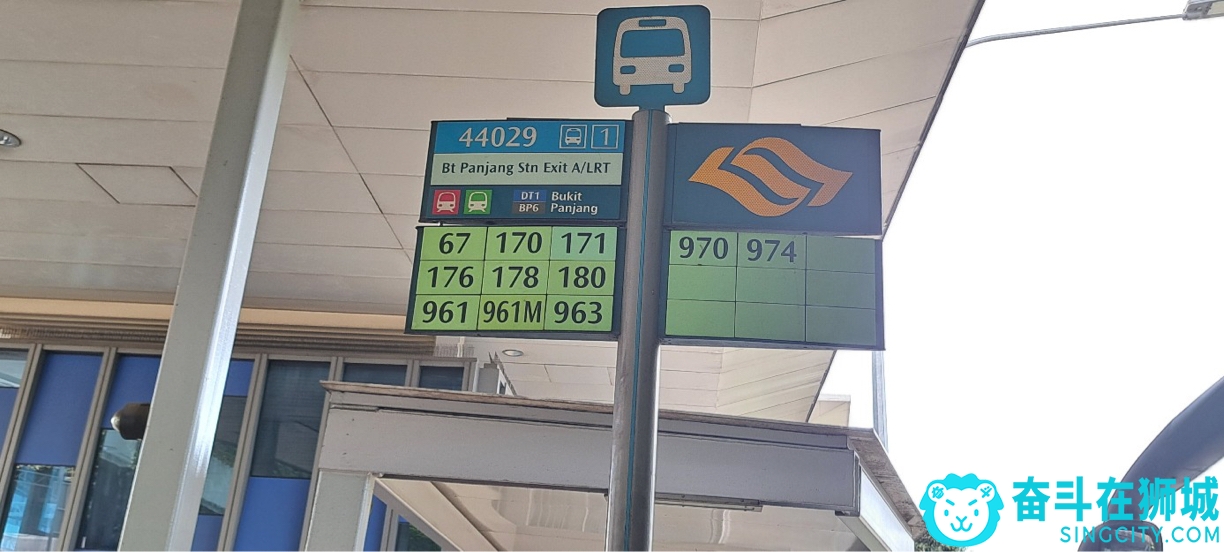 44029 1
Bt Panjang Stn Exit A/LRT
DT1 Bukit
BP6 Panjang
67 170 171
176 178 180
961 961M 963
970 974
奋斗在狮城
SINGCITY.COM